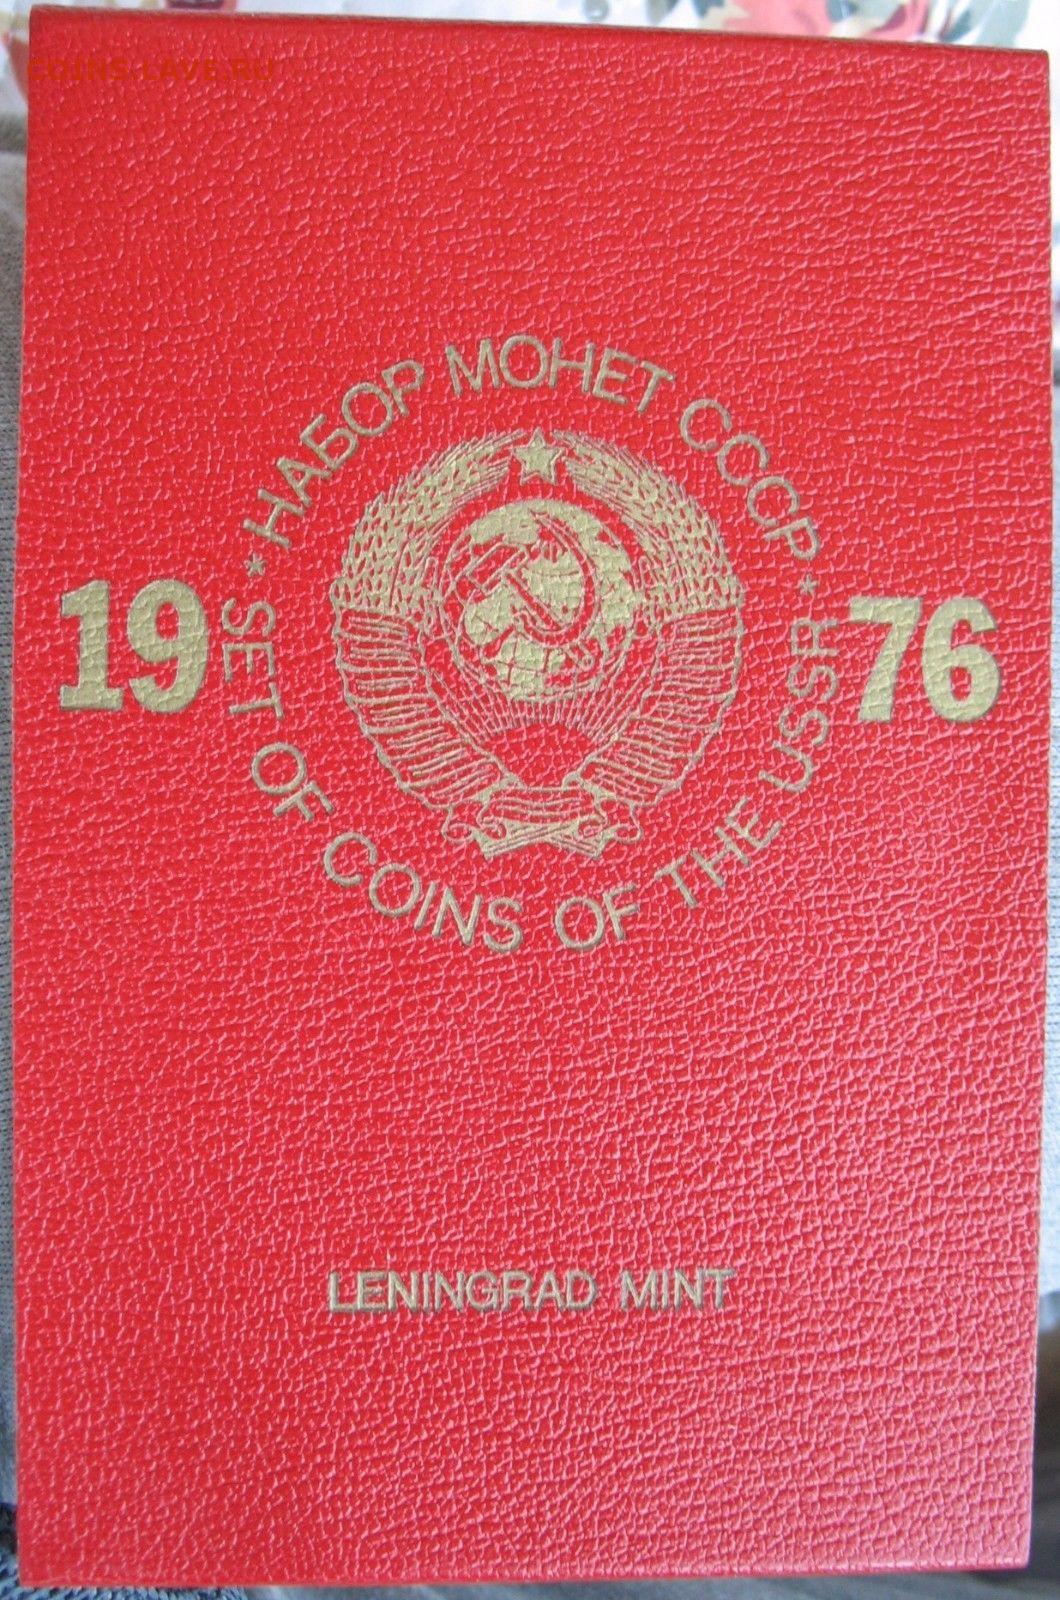 COINS.LAVE.RU
* НАБОР МОНЕТ СССР *
19 76
SET OF COINS OF THE USSR
LENINGRAD MINT